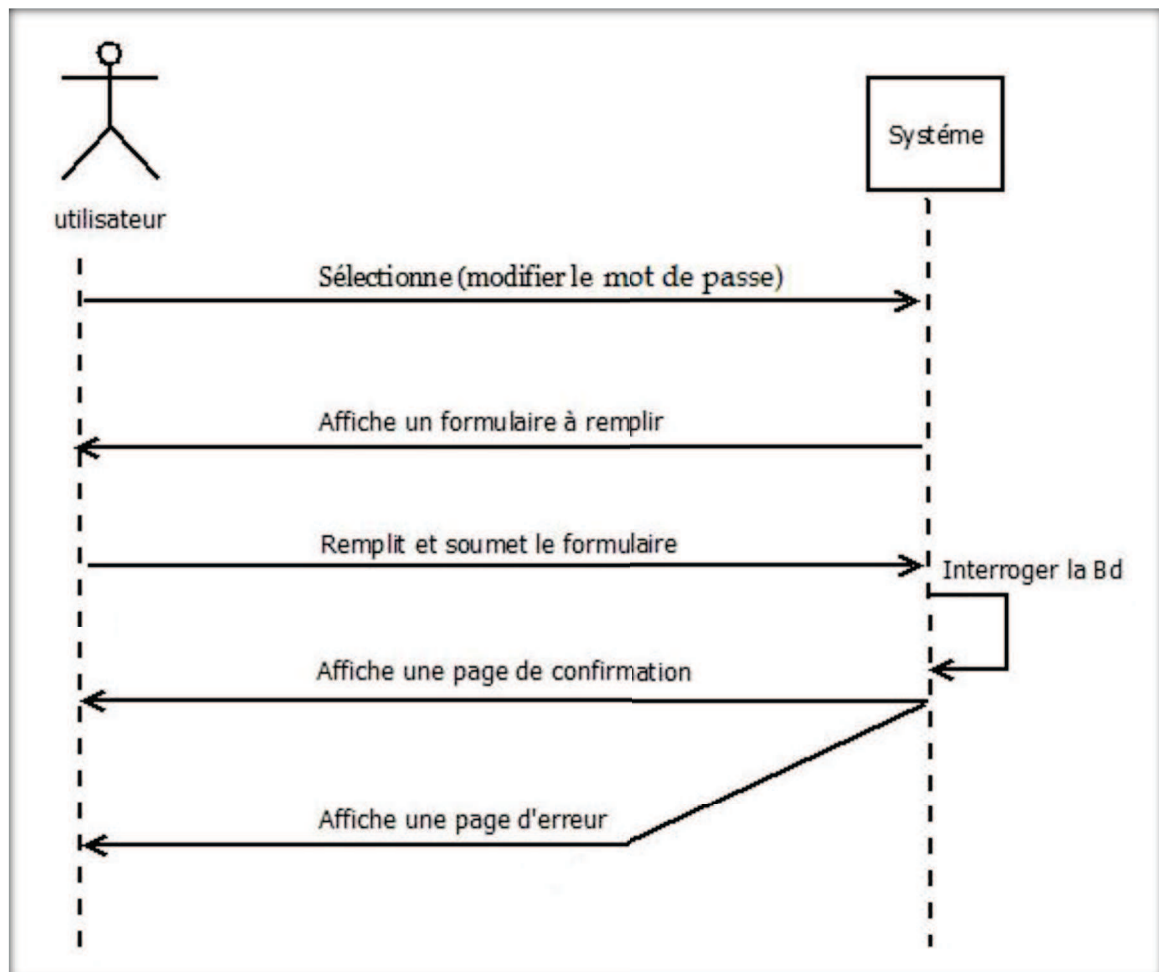 Systéme
utilisateur
Sélectionne (modifier le mot de passe)
Affiche un formulaire à remplir
Remplit et soumet le formulaire
Interroger la Bd
Affiche une page de confirmation
Affiche une page d'erreur